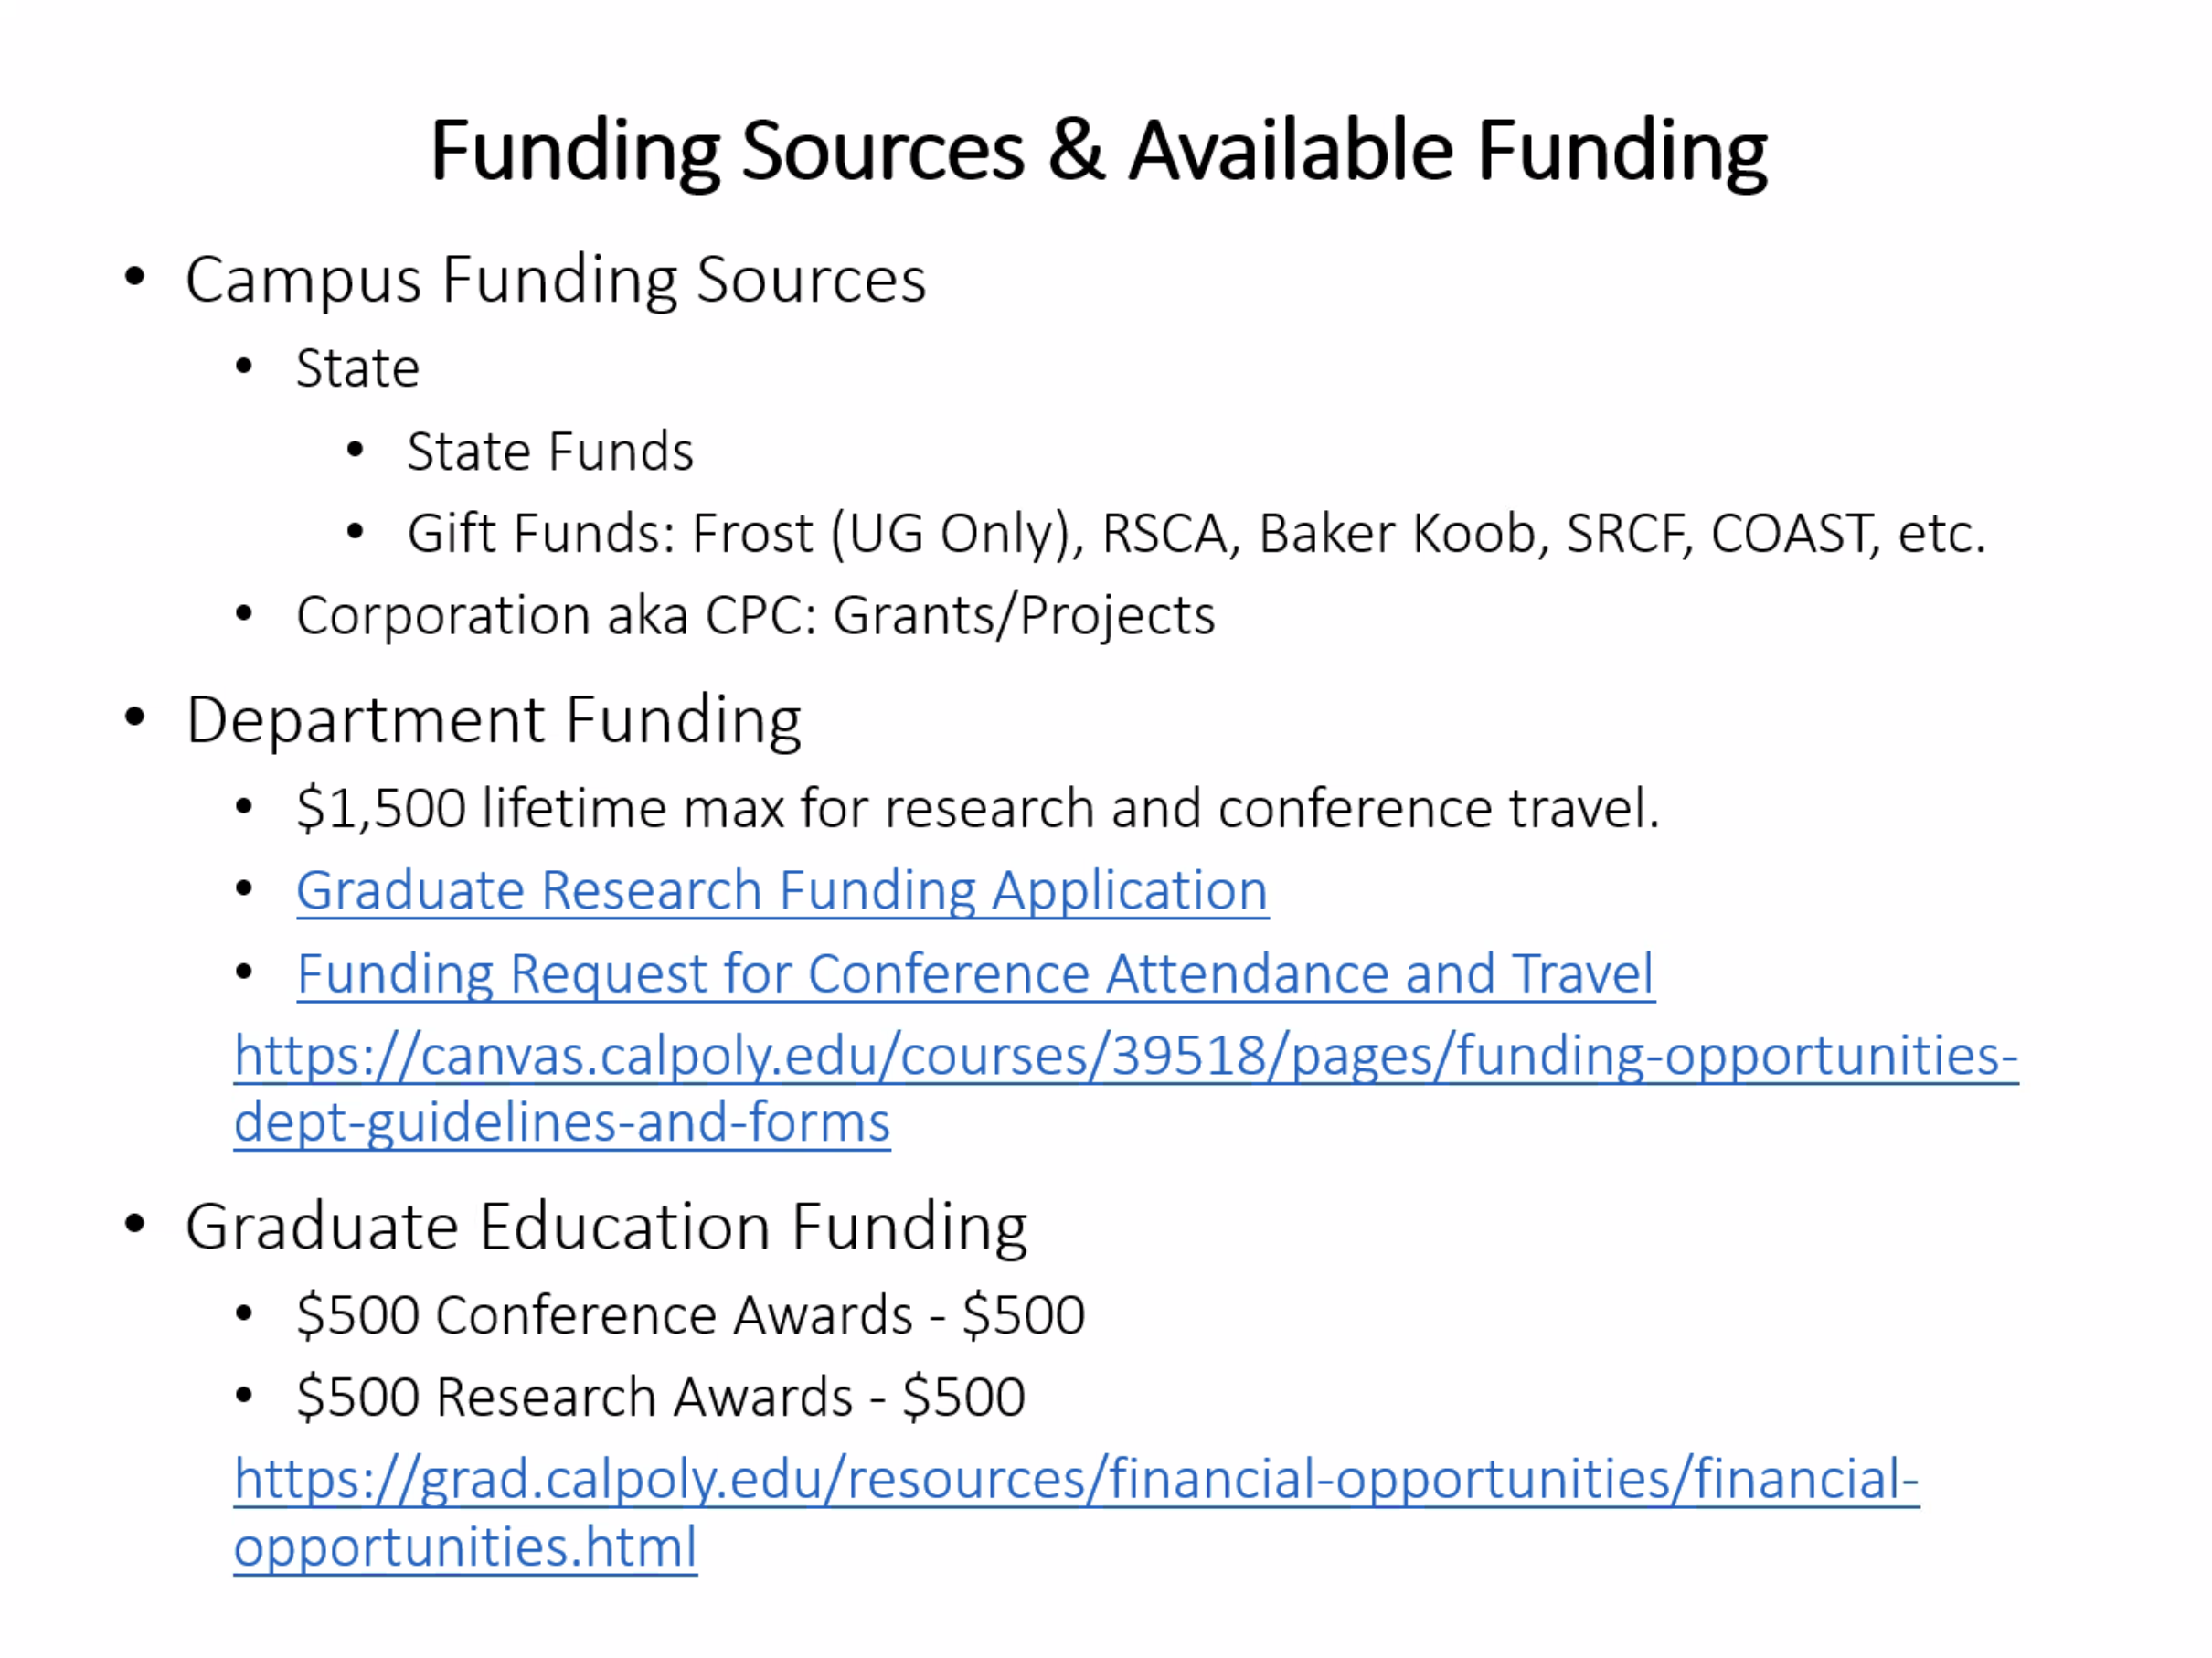 Funding Sources & Available Funding
• Campus Funding Sources
• State
• State Funds
• Gift Funds: Frost (UG Only), RSCA, Baker Koob, SRCF, COAST, etc.
• Corporation aka CPC: Grants/Projects
• Department Funding
• $1,500 lifetime max for research and conference travel.
• Graduate Research Funding Application
• Funding Request for Conference Attendance and Travel
https://canvas.calpoly.edu/courses/39518/pages/funding-opportunities-
dept-guidelines-and-forms
• Graduate Education Funding
• $500 Conference Awards - $500
• $500 Research Awards - $500
https://grad.calpoly.edu/resources/financial-opportunities/financial-
opportunities.html